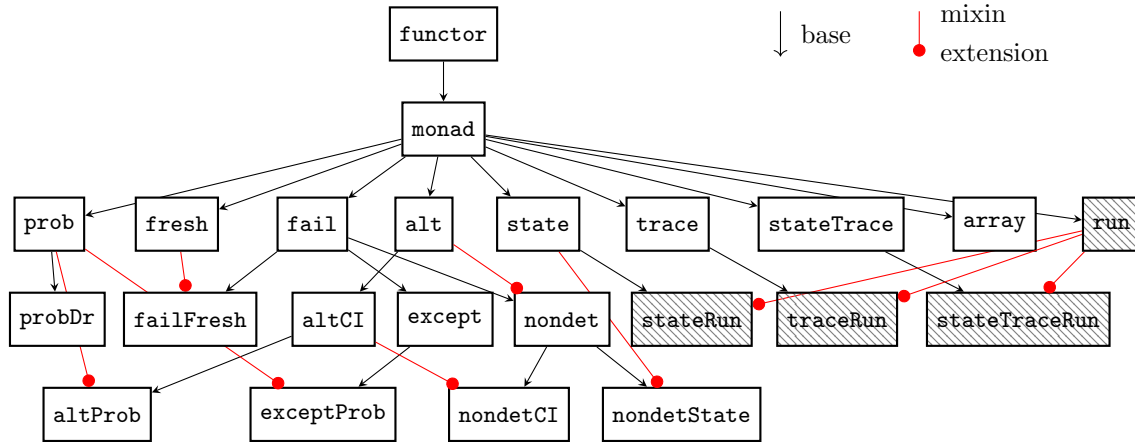 functor
base
mixin
extension
monad
prob
fresh
fail
alt
state
trace
stateTrace
array
run
probDr
failFresh
altCI
except
nondet
stateRun
traceRun
stateTraceRun
altProb
exceptProb
nondetCI
nondetState